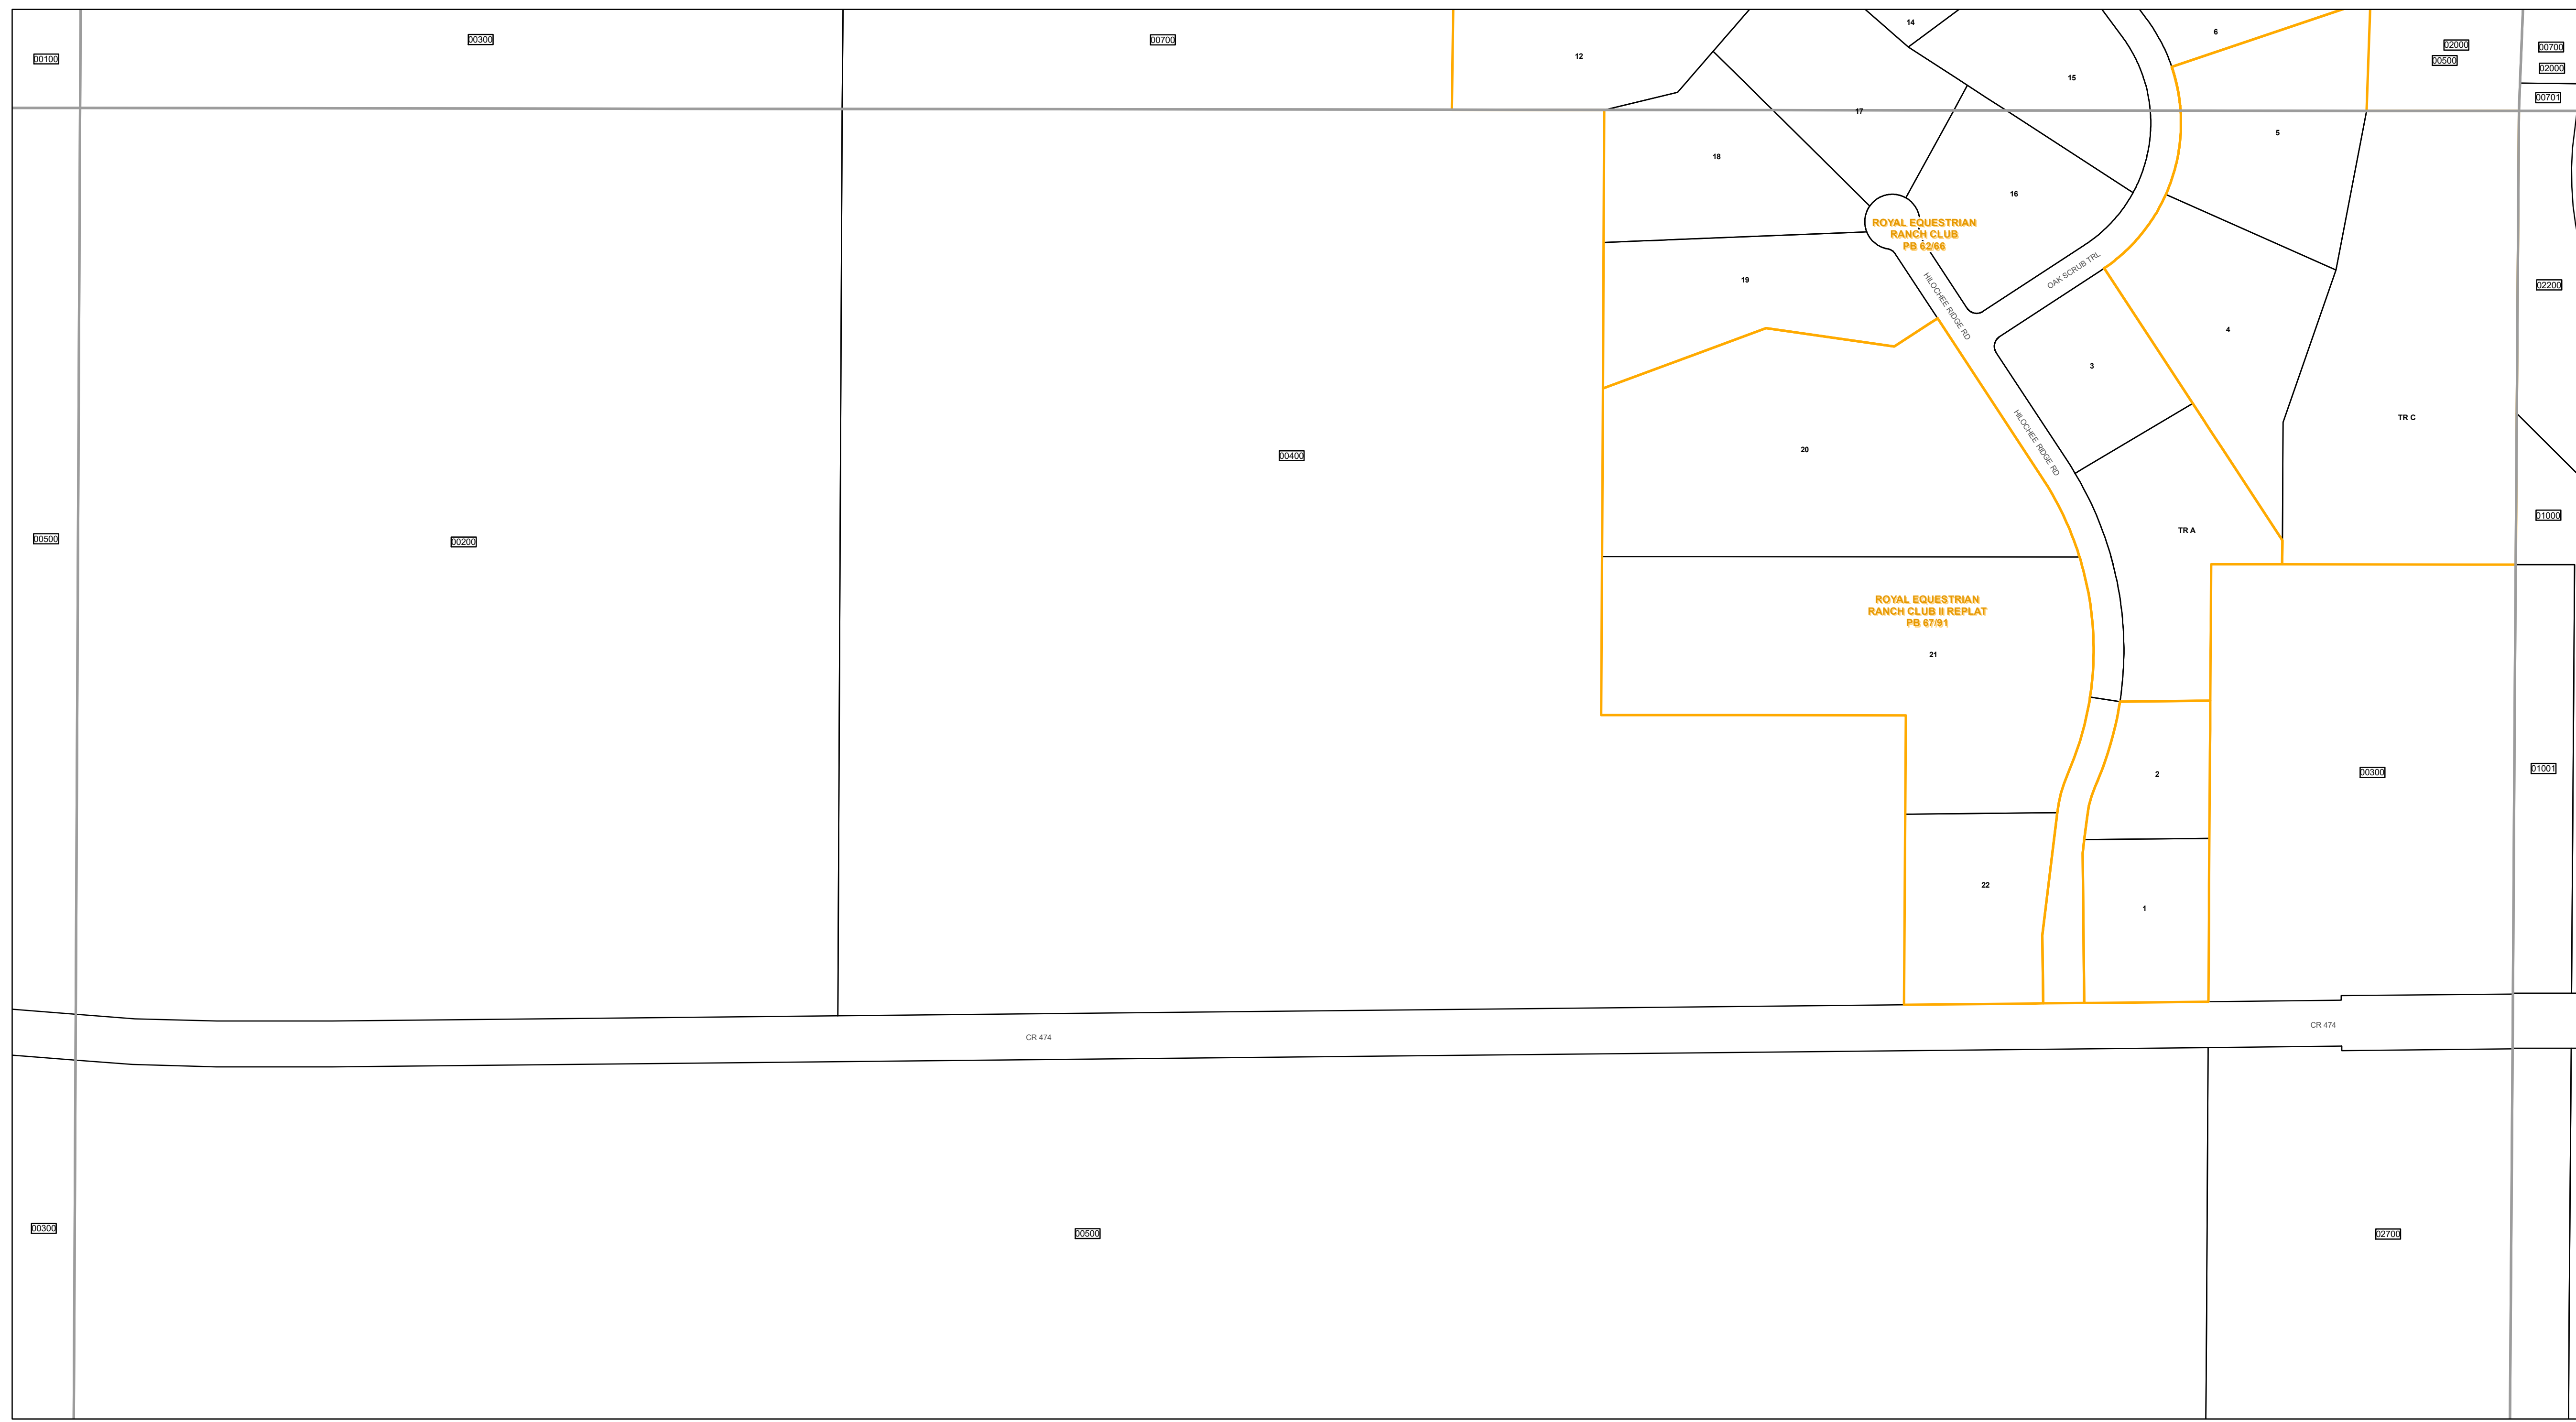 14
6
00300
00700
02000
00700
12
00100
00500
02000
15
00701
17
5
18
16
ROYAL EQUESTRIAN
RANCH CLUB
PB 62/66
OAK SCRUB TRL
19
02200
HILOCHEE RIDGE RD
4
3
TR C
HILOCHEE RIDGE RD
20
00400
01000
TR A
00500
00200
ROYAL EQUESTRIAN
RANCH CLUB II REPLAT
PB 67/91
21
01001
00300
2
22
1
CR 474
CR 474
00300
00500
02700